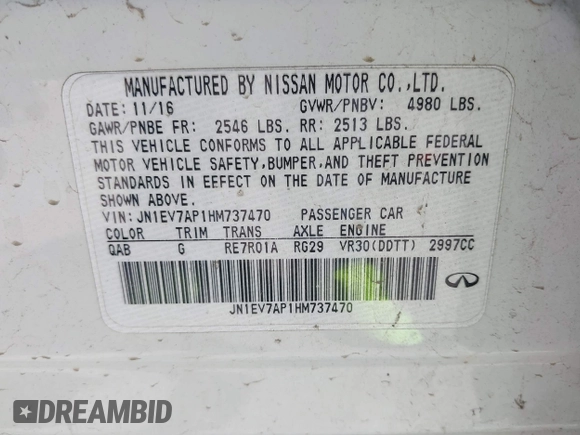 MANUFACTURED BY NISSAN MOTOR CO.,LTD.
DATE: 11/16 GVWR/PNBV: 4980 LBS.
GAWR/PNBE FR: 2546 LBS. RR: 2513 LBS.
THIS VEHICLE CONFORMS TO ALL APPLICABLE FEDERAL
MOTOR VEHICLE SAFETY,BUMPER,AND THEFT PREVENTION
STANDARDS IN EFFECT ON THE DATE OF MANUFACTURE
SHOWN ABOVE.
VIN: JN1EV7AP1HM737470 PASSENGER CAR
COLOR TRIM TRANS AXLE ENGINE
QAB G RE7R01A RG29 VR30(DDTT) 2997CC
JN1EV7AP1HM737470
DREAMBID